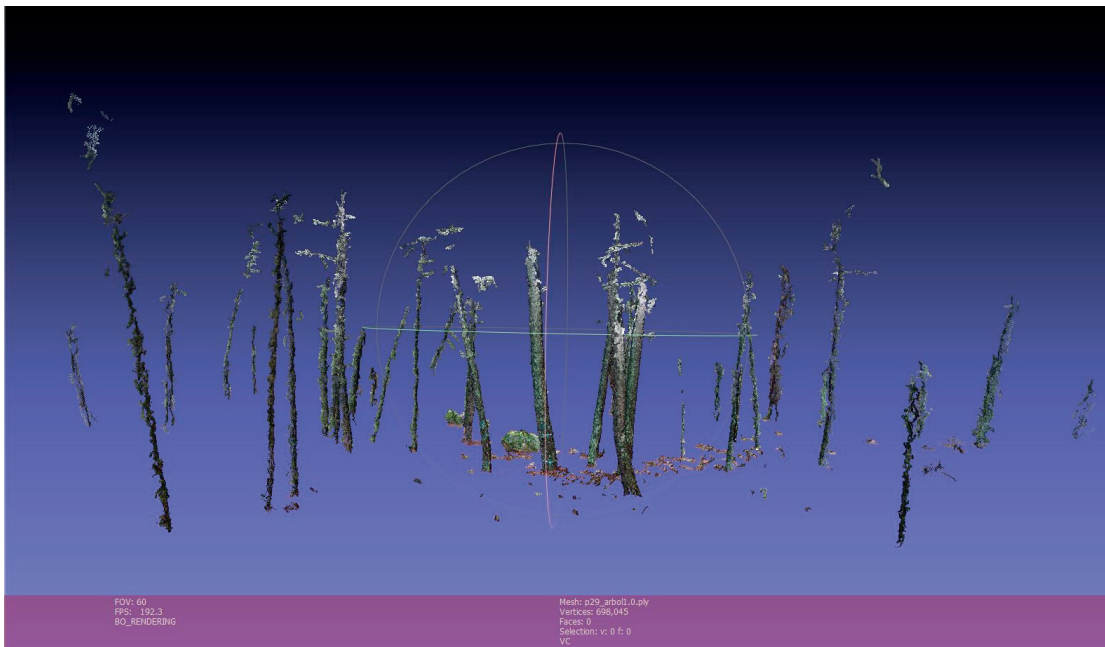 FOV: 60
FPS: 192.3
BO_RENDERING
Mesh: p29_arbol1.0.ply
Vertices: 698,045
Faces: 0
Selection: v: 0 f: 0
VC